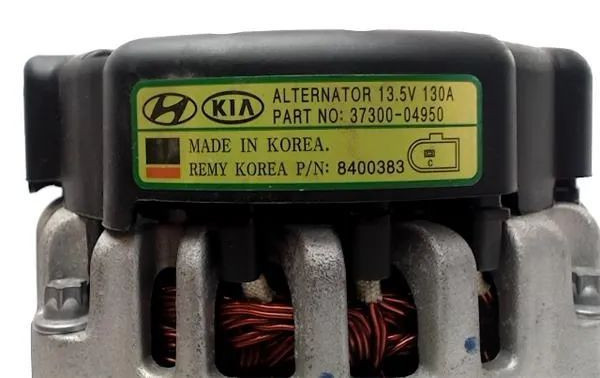 KIA ALTERNATOR 13.5V 130A
PART NO: 37300-04950
MADE IN KOREA.
REMY KOREA P/N: 8400383
C